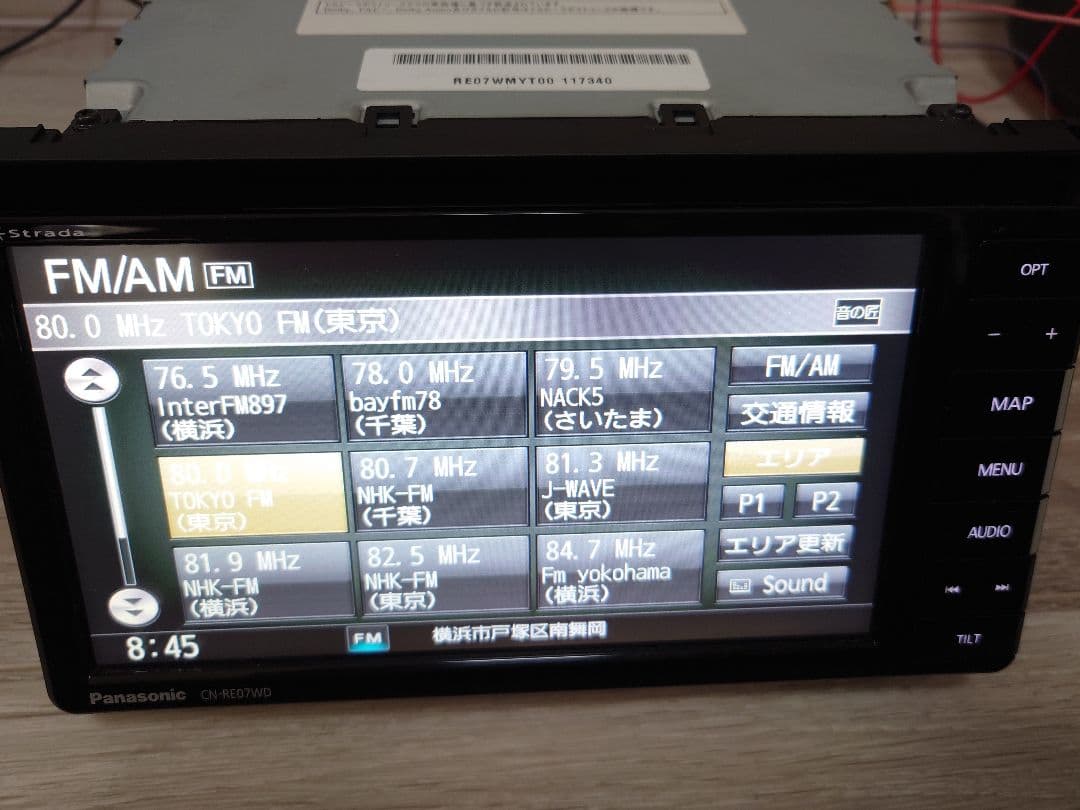 RE07WMYT00 117340
Strada
OPT
FM/AM FM
80.0 MHz TOKYO FM(東京)
音の匠
- +
76.5 MHz
InterFM897
(横浜)
78.0 MHz
bayfm78
(千葉)
79.5 MHz
NACK5
(さいたま)
FM/AM
交通情報
MAP
80.0 MHz
TOKYO FM
(東京)
80.7 MHz
NHK-FM
(千葉)
81.3 MHz
J-WAVE
(東京)
エリア
P1 P2
MENU
81.9 MHz
NHK-FM
(横浜)
82.5 MHz
NHK-FM
(東京)
84.7 MHz
Fm yokohama
(横浜)
エリア更新
Sound
AUDIO
TILT
8:45
FM
横浜市戸塚区南舞岡
Panasonic CN-RE07WD